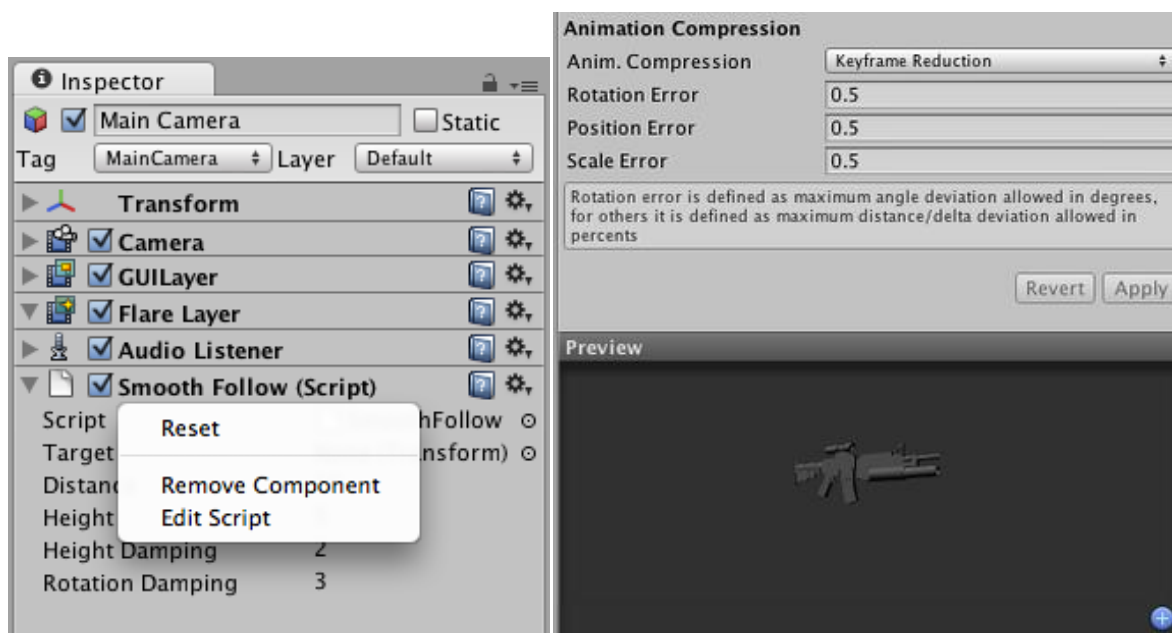 Inspector
Main Camera Static
Tag MainCamera Layer Default
Transform
Camera
GUILayer
Flare Layer
Audio Listener
Smooth Follow (Script)
Script hFollow
Target nsform)
Distanc
Height
Height Damping 2
Rotation Damping 3
Reset
Remove Component
Edit Script
Animation Compression
Anim. Compression Keyframe Reduction
Rotation Error 0.5
Position Error 0.5
Scale Error 0.5
Rotation error is defined as maximum angle deviation allowed in degrees,
for others it is defined as maximum distance/delta deviation allowed in
percents
Revert Apply
Preview